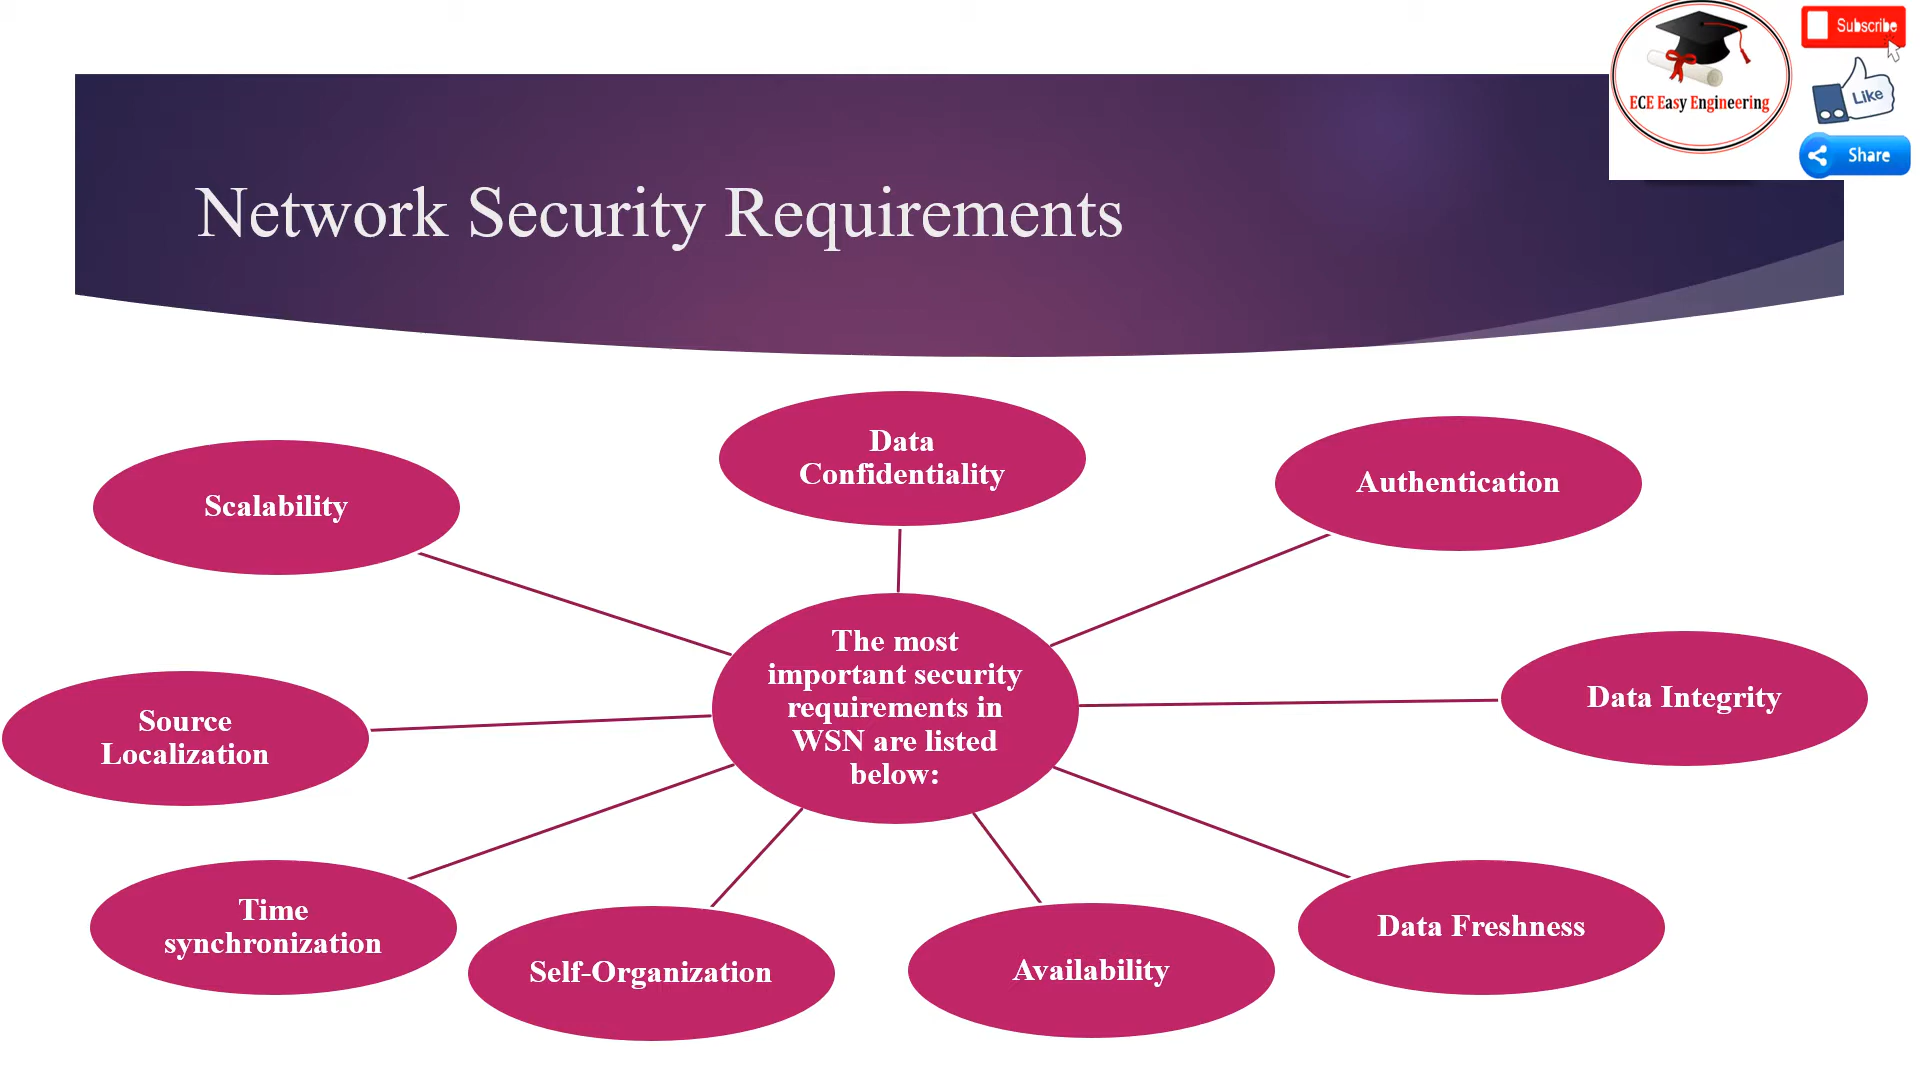 Subscribe
Like
ECE Easy Engineering
Share
Network Security Requirements
Data
Confidentiality
Authentication
Scalability
The most
important security
requirements in
WSN are listed
below:
Data Integrity
Source
Localization
Time
synchronization
Self-Organization
Availability
Data Freshness